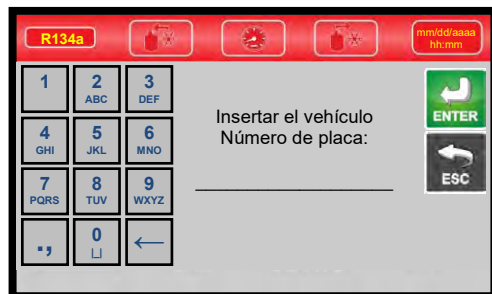 R134a
mm/dd/aaaa
hh:mm
1
2
ABC
3
DEF
4
GHI
5
JKL
6
MNO
7
PQRS
8
TUV
9
WXYZ
.,
0
⌴
←
Insertar el vehículo
Número de placa:
ENTER
ESC